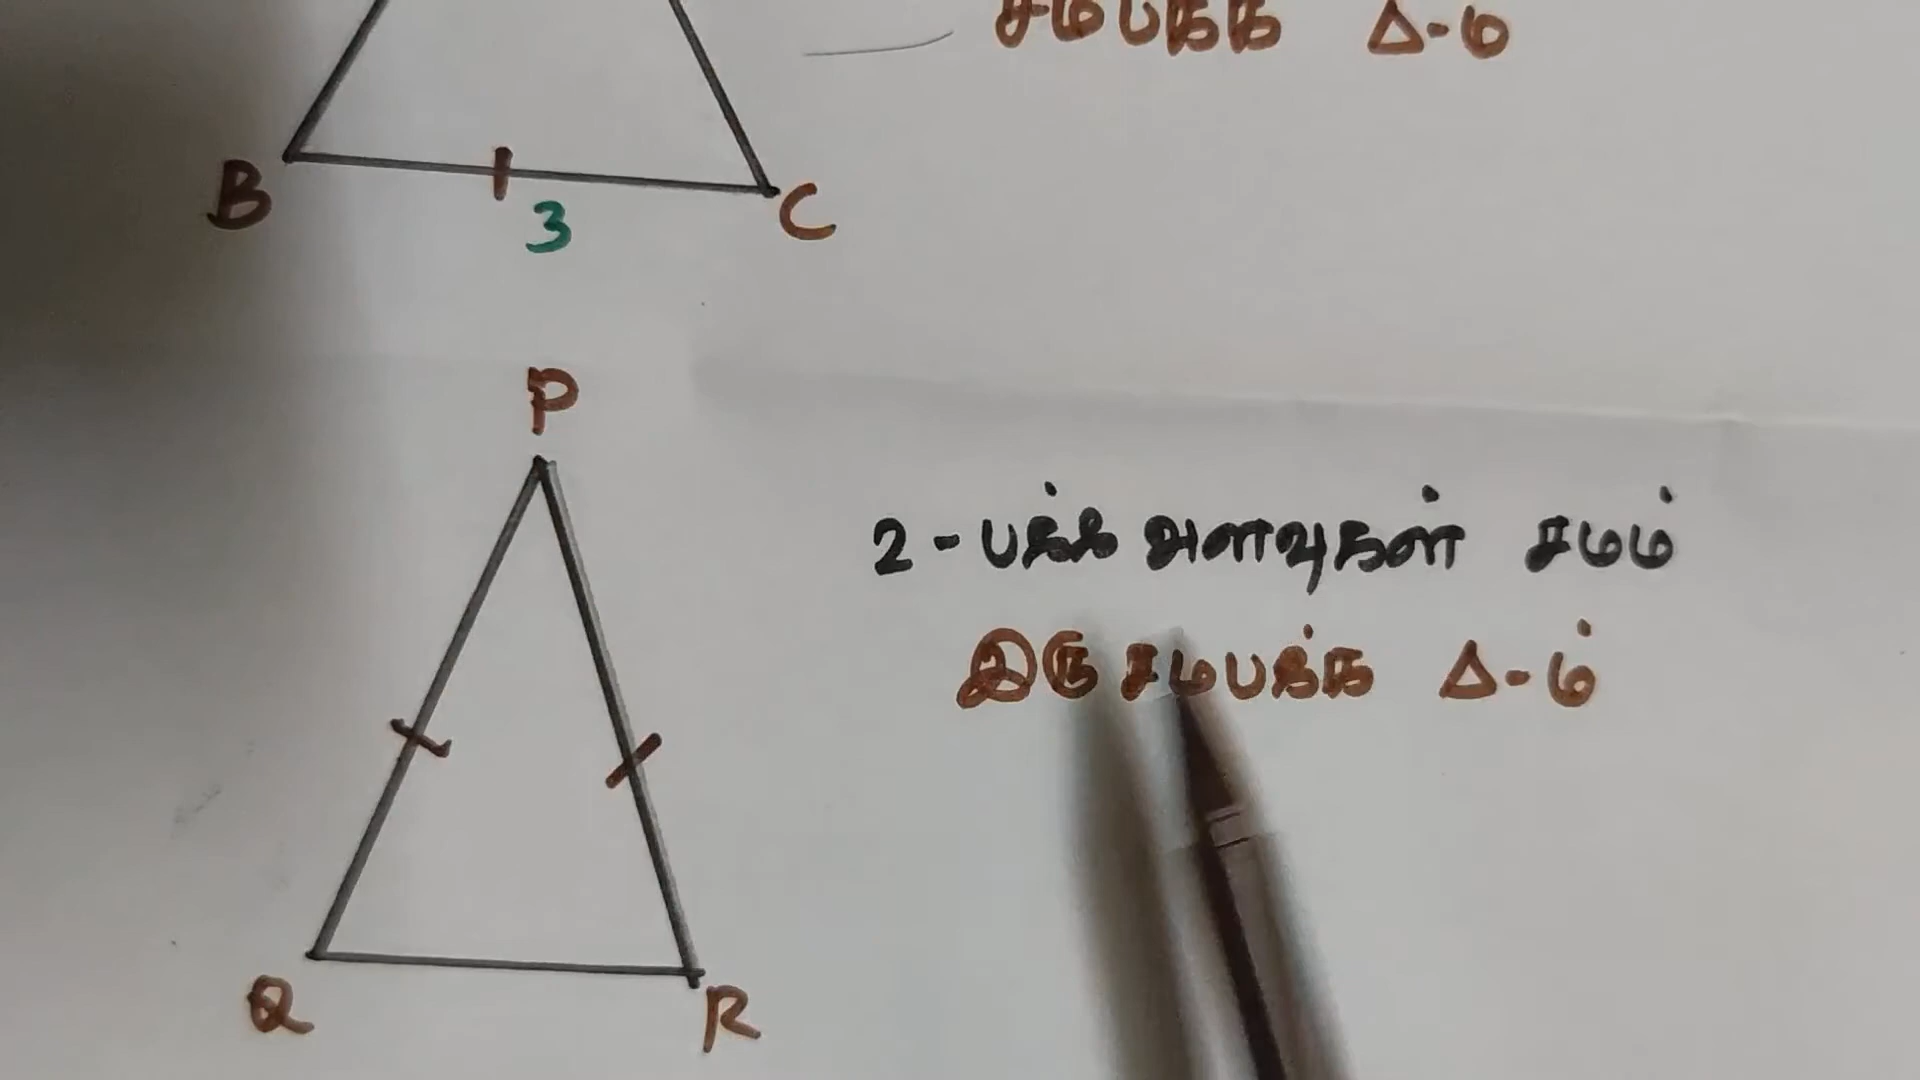 சமபக்க Δ-ம்
B
3
C
P
2-பக்க அளவுகள் சமம்
இரு சமபக்க Δ-ம்
Q
R